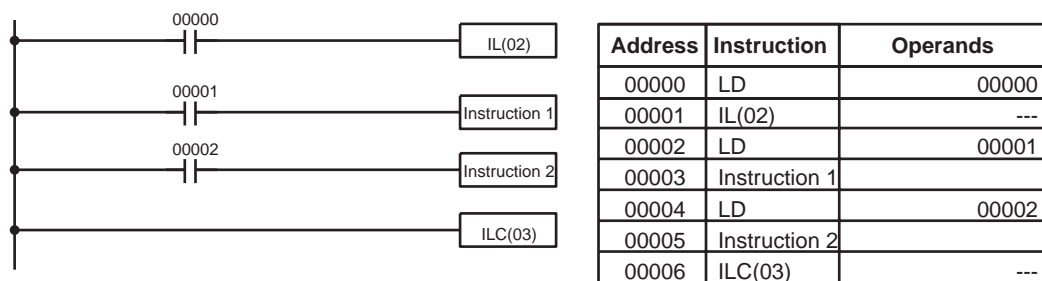 00000
IL(02)
00001
Instruction 1
00002
Instruction 2
ILC(03)
Address Instruction Operands
00000 LD 00000
00001 IL(02) ---
00002 LD 00001
00003 Instruction 1
00004 LD 00002
00005 Instruction 2
00006 ILC(03) ---